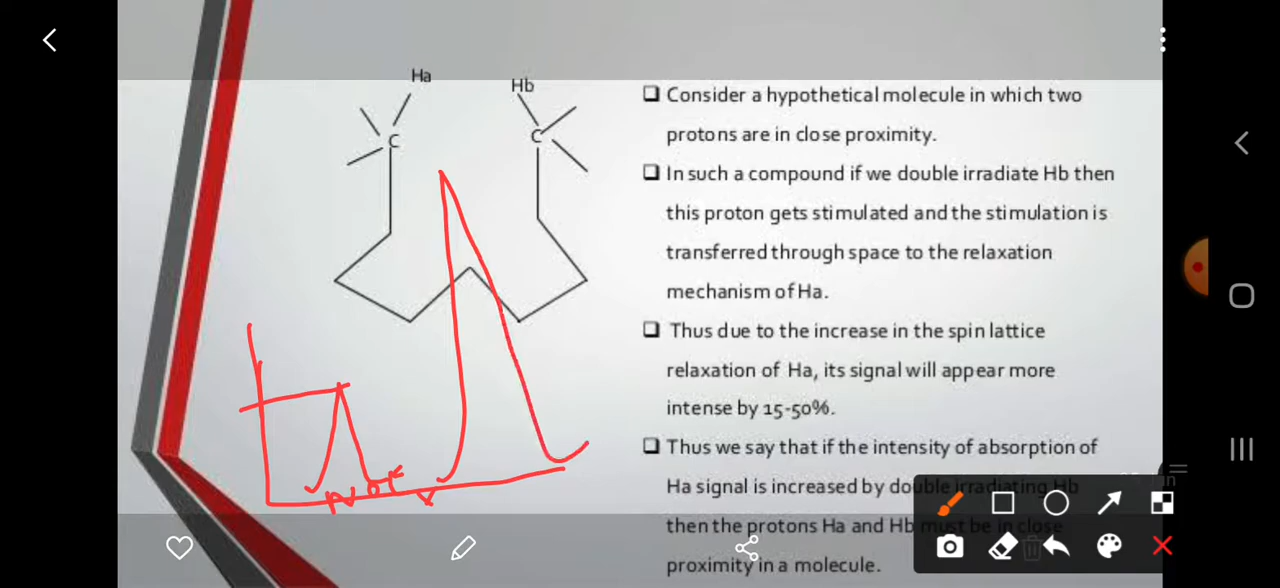 Ha
Hb
C
C
❑ Consider a hypothetical molecule in which two
protons are in close proximity.
❑ In such a compound if we double irradiate Hb then
this proton gets stimulated and the stimulation is
transferred through space to the relaxation
mechanism of Ha.
❑ Thus due to the increase in the spin lattice
relaxation of Ha, its signal will appear more
intense by 15-50%.
❑ Thus we say that if the intensity of absorption of
Ha signal is increased by double irradiating Hb
then the protons Ha and Hb must be in close
proximity in a molecule.